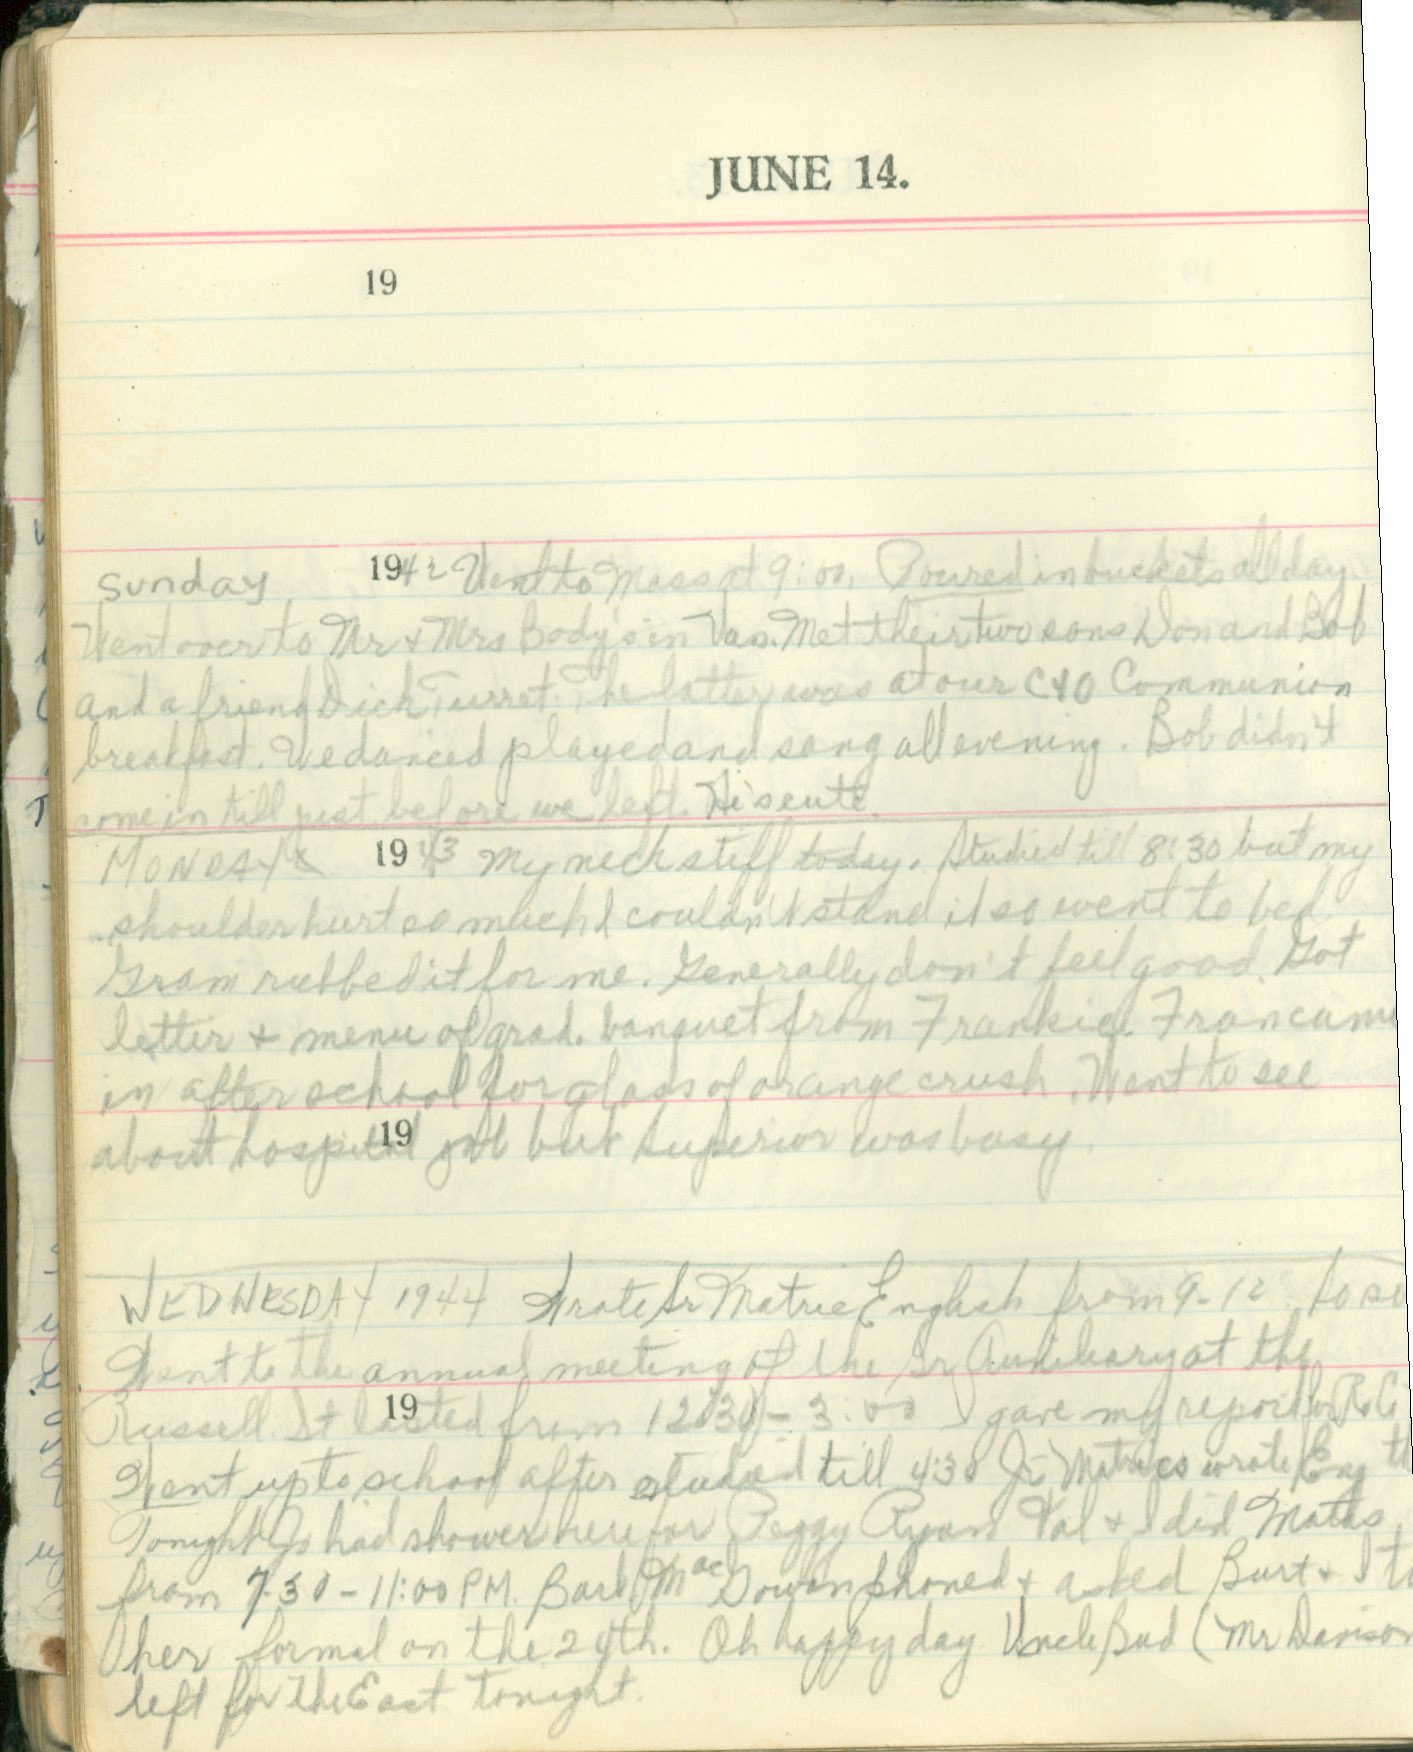 JUNE 14.
19
Sunday 1942 Went to Mass at 9:00. Poured in buckets all day.
Went over to Mr + Mrs Body's in Van. Met their two sons Don and Bob
and a friend Dick Turret. The latter was at our CYO Communion
breakfast. We danced played and sang all evening. Bob didn't
come in till just before we left. He's cute.
MONDAY 1943 My neck stiff today. Studied till 8:30 but my
shoulder hurt so much I couldn't stand it so went to bed.
Gram rubbed it for me. Generally don't feel good. Got
letter + menu of grad. banquet from Frankie. Fran came
in after school for glass of orange crush. Went to see
19
about hospital job but Superior was busy.
WEDNESDAY 1944 Wrote Sr Matric English from 9-12. So so
Went to the annual meeting of the Sr Auxiliary at the
19
Russell St lasted from 12:30 - 3:00 I gave my report for R.C.
Went up to school after studied till 4:30 Jr Matrics wrote Eng
Tonight Jo had shower here for Peggy Ryan Val + I did Maths
from 7:30 - 11:00 PM. Barb MacDowan phoned + asked Burt + I to
her formal on the 24th. Oh happy day. Uncle Bud (Mr Davison
left for the East tonight.